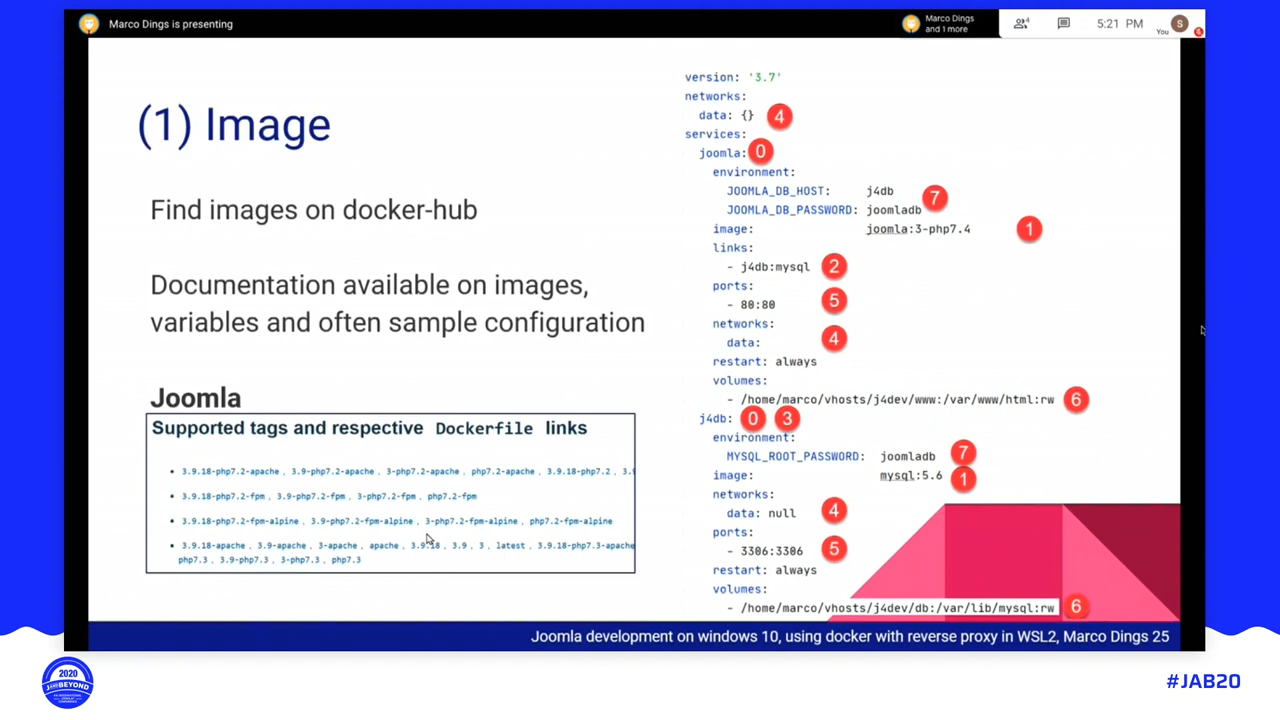 Marco Dings is presenting
Marco Dings
and 1 more
4
5:21 PM
You
S
(1) Image
Find images on docker-hub
Documentation available on images,
variables and often sample configuration
Joomla
Supported tags and respective Dockerfile links
• 3.9.18-php7.2-apache , 3.9-php7.2-apache , 3-php7.2-apache , php7.2-apache , 3.9.18-php7.2 , 3.9
• 3.9.18-php7.2-fpm , 3.9-php7.2-fpm , 3-php7.2-fpm , php7.2-fpm
• 3.9.18-php7.2-fpm-alpine , 3.9-php7.2-fpm-alpine , 3-php7.2-fpm-alpine , php7.2-fpm-alpine
• 3.9.18-apache , 3.9-apache , 3-apache , apache , 3.9.18 , 3.9 , 3 , latest , 3.9.18-php7.3-apache
php7.3 , 3.9-php7.3 , 3-php7.3 , php7.3
version: '3.7'
networks:
data: {} 4
services:
joomla: 0
environment:
JOOMLA_DB_HOST: j4db
7
JOOMLA_DB_PASSWORD: joomladb
image: joomla:3-php7.4 1
links:
- j4db:mysql 2
ports:
- 80:80 5
networks:
data: 4
restart: always
volumes:
- /home/marco/vhosts/j4dev/www:/var/www/html:rw 6
j4db: 0 3
environment:
MYSQL_ROOT_PASSWORD: joomladb 7
image: mysql:5.6 1
networks:
data: null 4
ports:
- 3306:3306 5
restart: always
volumes:
- /home/marco/vhosts/j4dev/db:/var/lib/mysql:rw 6
Joomla development on windows 10, using docker with reverse proxy in WSL2, Marco Dings 25
2020
BEYOND
#JAB20